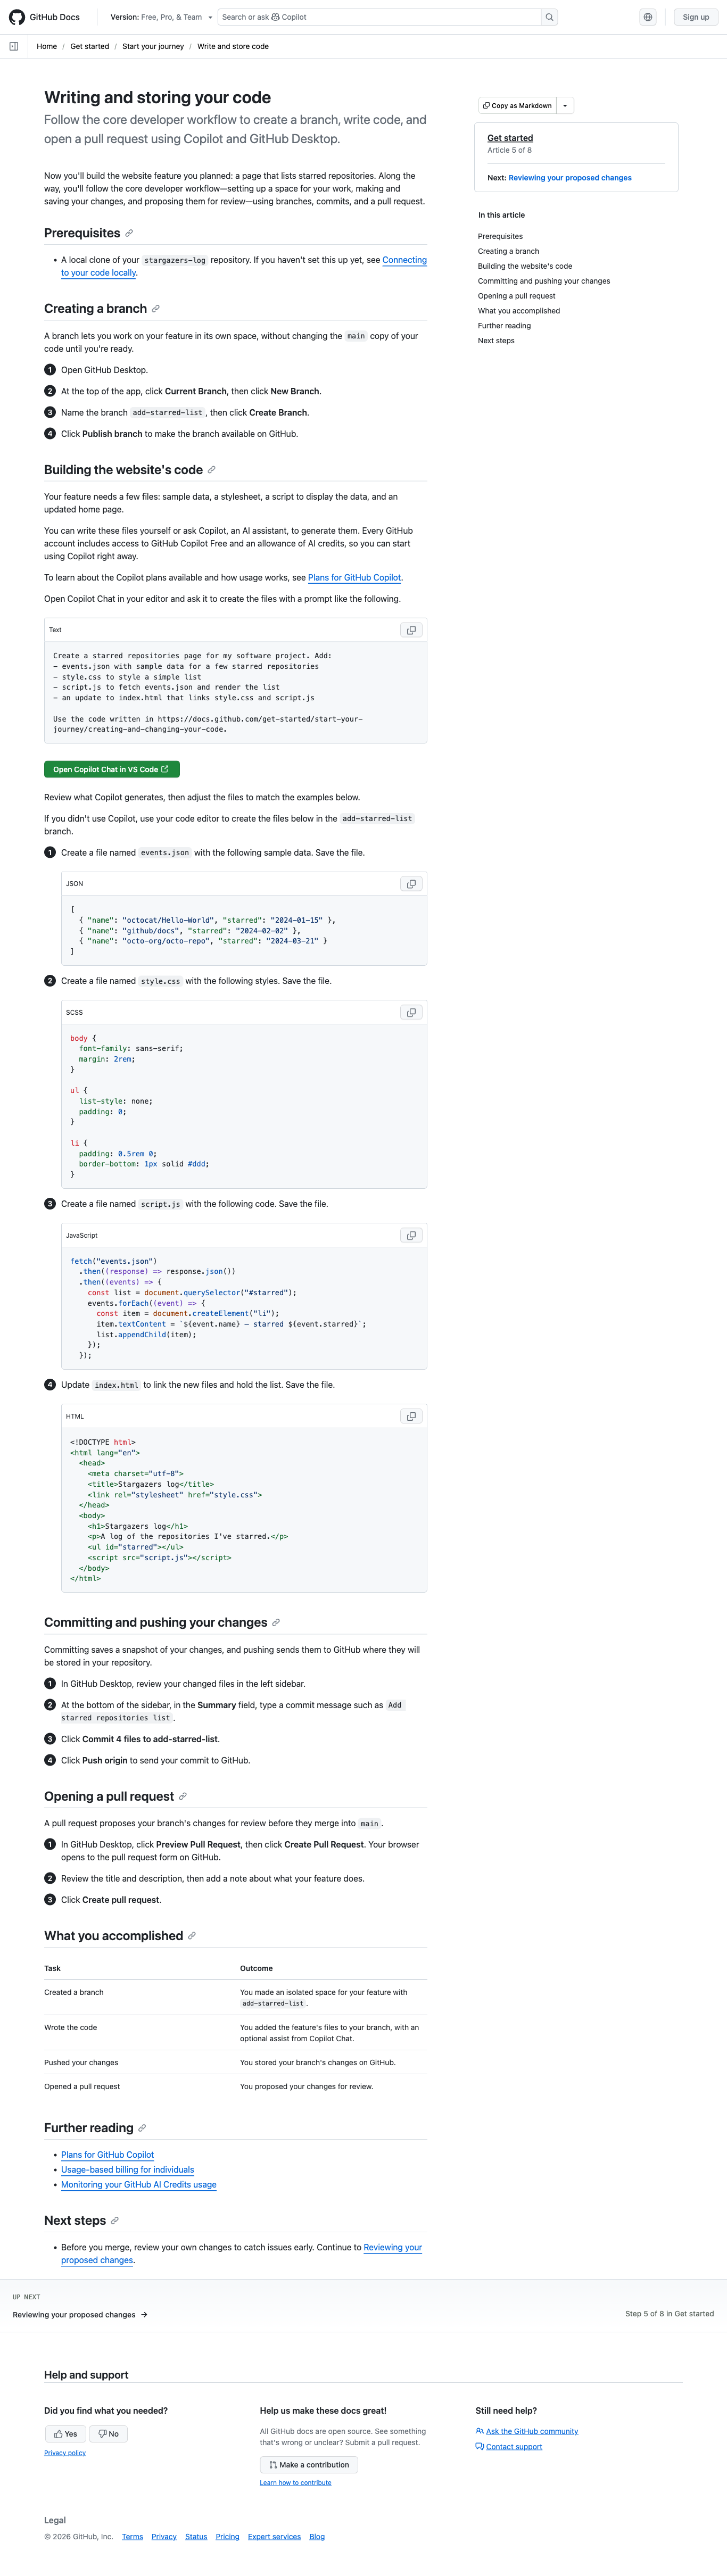 GitHub Docs
Version: Free, Pro, & Team
Search or ask Copilot
Sign up
Home / Get started / Start your journey / Write and store code
Writing and storing your code
Follow the core developer workflow to create a branch, write code, and
open a pull request using Copilot and GitHub Desktop.
Copy as Markdown
Get started
Article 5 of 8
Next: Reviewing your proposed changes
In this article
Prerequisites
Creating a branch
Building the website's code
Committing and pushing your changes
Opening a pull request
What you accomplished
Further reading
Next steps
Now you'll build the website feature you planned: a page that lists starred repositories. Along the
way, you'll follow the core developer workflow—setting up a space for your work, making and
saving your changes, and proposing them for review—using branches, commits, and a pull request.
Prerequisites
• A local clone of your stargazers-log repository. If you haven't set this up yet, see Connecting
to your code locally.
Creating a branch
A branch lets you work on your feature in its own space, without changing the main copy of your
code until you're ready.
1 Open GitHub Desktop.
2 At the top of the app, click Current Branch, then click New Branch.
3 Name the branch add-starred-list, then click Create Branch.
4 Click Publish branch to make the branch available on GitHub.
Building the website's code
Your feature needs a few files: sample data, a stylesheet, a script to display the data, and an
updated home page.
You can write these files yourself or ask Copilot, an AI assistant, to generate them. Every GitHub
account includes access to GitHub Copilot Free and an allowance of AI credits, so you can start
using Copilot right away.
To learn about the Copilot plans available and how usage works, see Plans for GitHub Copilot.
Open Copilot Chat in your editor and ask it to create the files with a prompt like the following.
Text
Create a starred repositories page for my software project. Add:
- events.json with sample data for a few starred repositories
- style.css to style a simple list
- script.js to fetch events.json and render the list
- an update to index.html that links style.css and script.js
Use the code written in https://docs.github.com/get-started/start-your-
journey/creating-and-changing-your-code.
Open Copilot Chat in VS Code
Review what Copilot generates, then adjust the files to match the examples below.
If you didn't use Copilot, use your code editor to create the files below in the add-starred-list
branch.
1 Create a file named events.json with the following sample data. Save the file.
JSON
[
{ "name": "octocat/Hello-World", "starred": "2024-01-15" },
{ "name": "github/docs", "starred": "2024-02-02" },
{ "name": "octo-org/octo-repo", "starred": "2024-03-21" }
]
2 Create a file named style.css with the following styles. Save the file.
SCSS
body {
font-family: sans-serif;
margin: 2rem;
}
ul {
list-style: none;
padding: 0;
}
li {
padding: 0.5rem 0;
border-bottom: 1px solid #ddd;
}
3 Create a file named script.js with the following code. Save the file.
JavaScript
fetch("events.json")
.then((response) => response.json())
.then((events) => {
const list = document.querySelector("#starred");
events.forEach((event) => {
const item = document.createElement("li");
item.textContent = `${event.name} — starred ${event.starred}`;
list.appendChild(item);
});
});
4 Update index.html to link the new files and hold the list. Save the file.
HTML
<!DOCTYPE html>
<html lang="en">
<head>
<meta charset="utf-8">
<title>Stargazers log</title>
<link rel="stylesheet" href="style.css">
</head>
<body>
<h1>Stargazers log</h1>
<p>A log of the repositories I've starred.</p>
<ul id="starred"></ul>
<script src="script.js"></script>
</body>
</html>
Committing and pushing your changes
Committing saves a snapshot of your changes, and pushing sends them to GitHub where they will
be stored in your repository.
1 In GitHub Desktop, review your changed files in the left sidebar.
2 At the bottom of the sidebar, in the Summary field, type a commit message such as Add
starred repositories list.
3 Click Commit 4 files to add-starred-list.
4 Click Push origin to send your commit to GitHub.
Opening a pull request
A pull request proposes your branch's changes for review before they merge into main.
1 In GitHub Desktop, click Preview Pull Request, then click Create Pull Request. Your browser
opens to the pull request form on GitHub.
2 Review the title and description, then add a note about what your feature does.
3 Click Create pull request.
What you accomplished
Task Outcome
Created a branch You made an isolated space for your feature with
add-starred-list.
Wrote the code You added the feature's files to your branch, with an
optional assist from Copilot Chat.
Pushed your changes You stored your branch's changes on GitHub.
Opened a pull request You proposed your changes for review.
Further reading
• Plans for GitHub Copilot
• Usage-based billing for individuals
• Monitoring your GitHub AI Credits usage
Next steps
• Before you merge, review your own changes to catch issues early. Continue to Reviewing your
proposed changes.
UP NEXT
Reviewing your proposed changes →
Step 5 of 8 in Get started
Help and support
Did you find what you needed?
Yes No
Privacy policy
Help us make these docs great!
All GitHub docs are open source. See something
that's wrong or unclear? Submit a pull request.
Make a contribution
Learn how to contribute
Still need help?
Ask the GitHub community
Contact support
Legal
© 2026 GitHub, Inc. Terms Privacy Status Pricing Expert services Blog